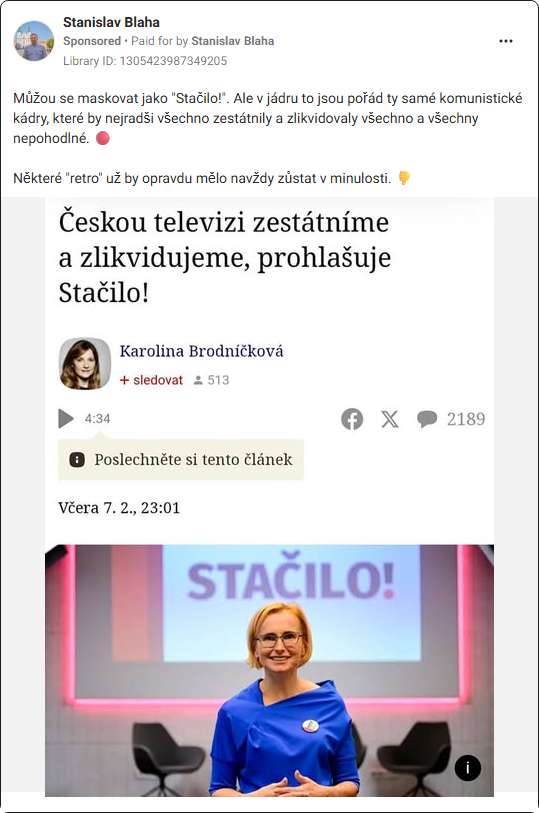 Stanislav Blaha
Sponsored • Paid for by Stanislav Blaha
Library ID: 1305423987349205
Můžou se maskovat jako "Stačilo!". Ale v jádru to jsou pořád ty samé komunistické
kádry, které by nejradši všechno zestátnily a zlikvidovaly všechno a všechny
nepohodlné. 🔴
Některé "retro" už by opravdu mělo navždy zůstat v minulosti. 👇
Českou televizi zestátníme
a zlikvidujeme, prohlašuje
Stačilo!
Karolina Brodníčková
+ sledovat 513
4:34
2189
Poslechněte si tento článek
Včera 7. 2., 23:01
STAČILO!